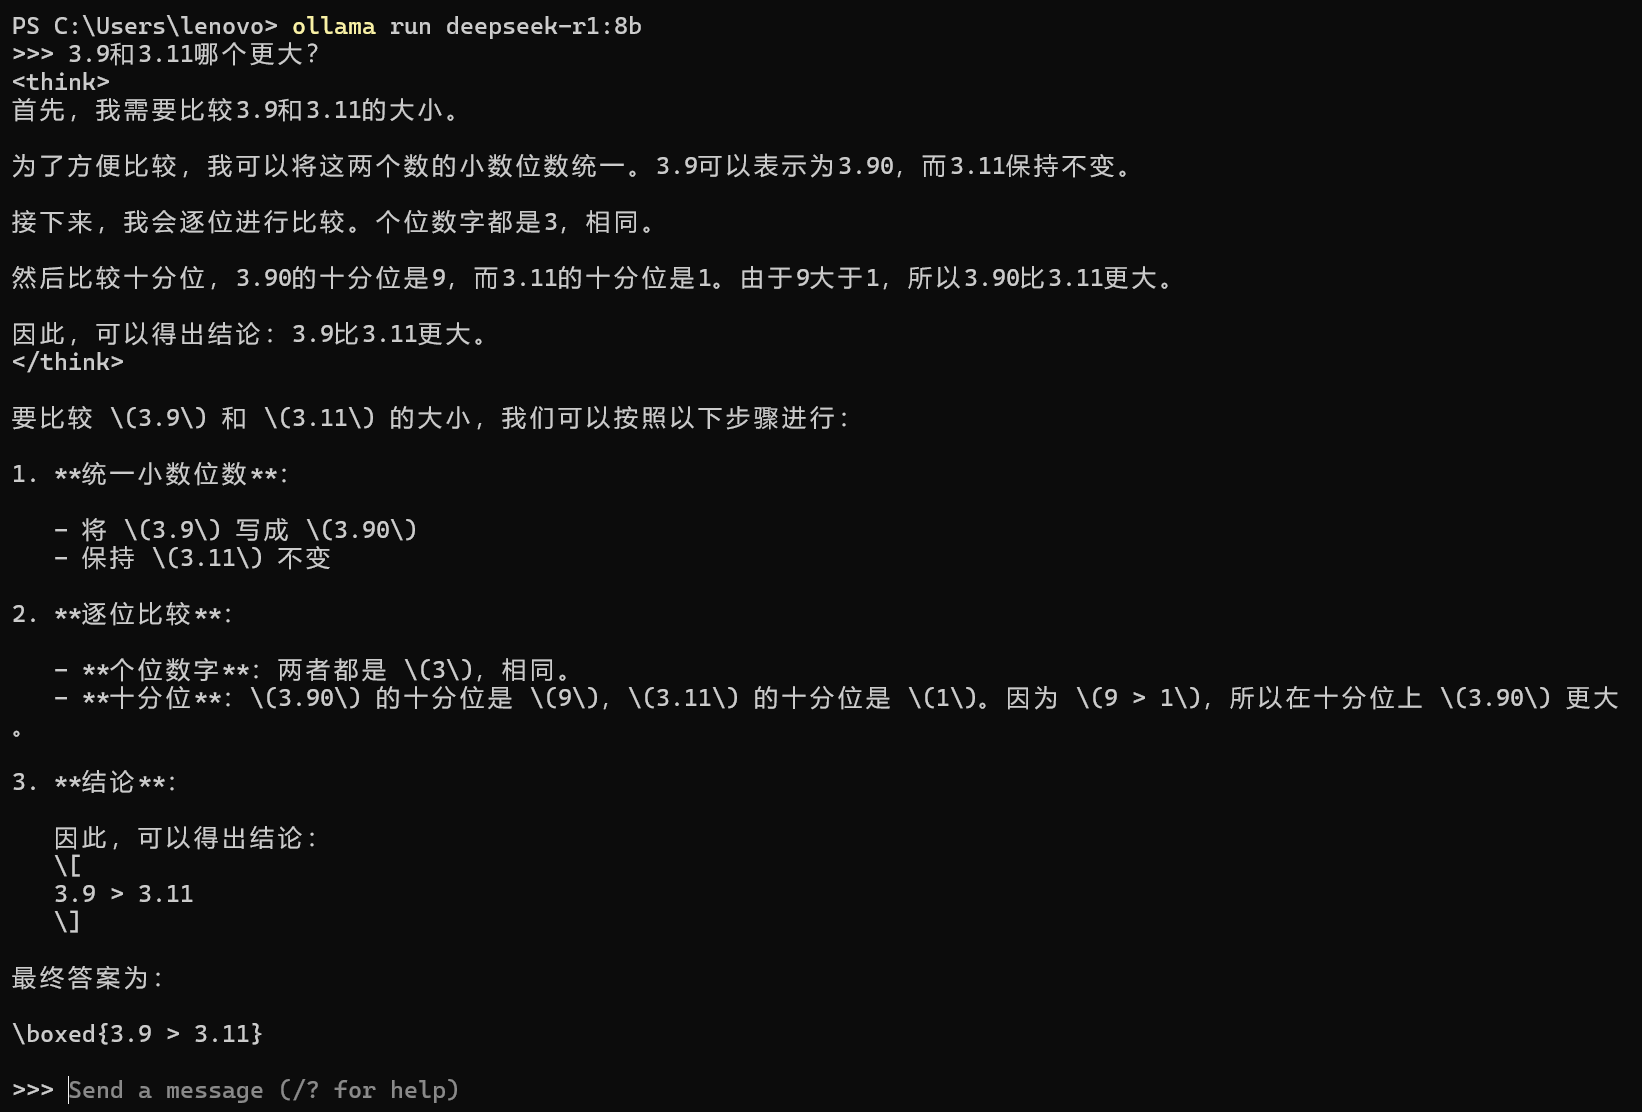 PS C:\Users\lenovo> ollama run deepseek-r1:8b
>>> 3.9和3.11哪个更大？
<think>
首先，我需要比较3.9和3.11的大小。
为了方便比较，我可以将这两个数的小数位数统一。3.9可以表示为3.90，而3.11保持不变。
接下来，我会逐位进行比较。个位数字都是3，相同。
然后比较十分位，3.90的十分位是9，而3.11的十分位是1。由于9大于1，所以3.90比3.11更大。
因此，可以得出结论：3.9比3.11更大。
</think>
要比较 \(3.9\) 和 \(3.11\) 的大小，我们可以按照以下步骤进行：
1. **统一小数位数**：
- 将 \(3.9\) 写成 \(3.90\)
- 保持 \(3.11\) 不变
2. **逐位比较**：
- **个位数字**：两者都是 \(3\)，相同。
- **十分位**：\(3.90\) 的十分位是 \(9\)，\(3.11\) 的十分位是 \(1\)。因为 \(9 > 1\)，所以在十分位上 \(3.90\) 更大
。
3. **结论**：
因此，可以得出结论：
\[
3.9 > 3.11
\]
最终答案为：
\boxed{3.9 > 3.11}
>>> Send a message (/? for help)